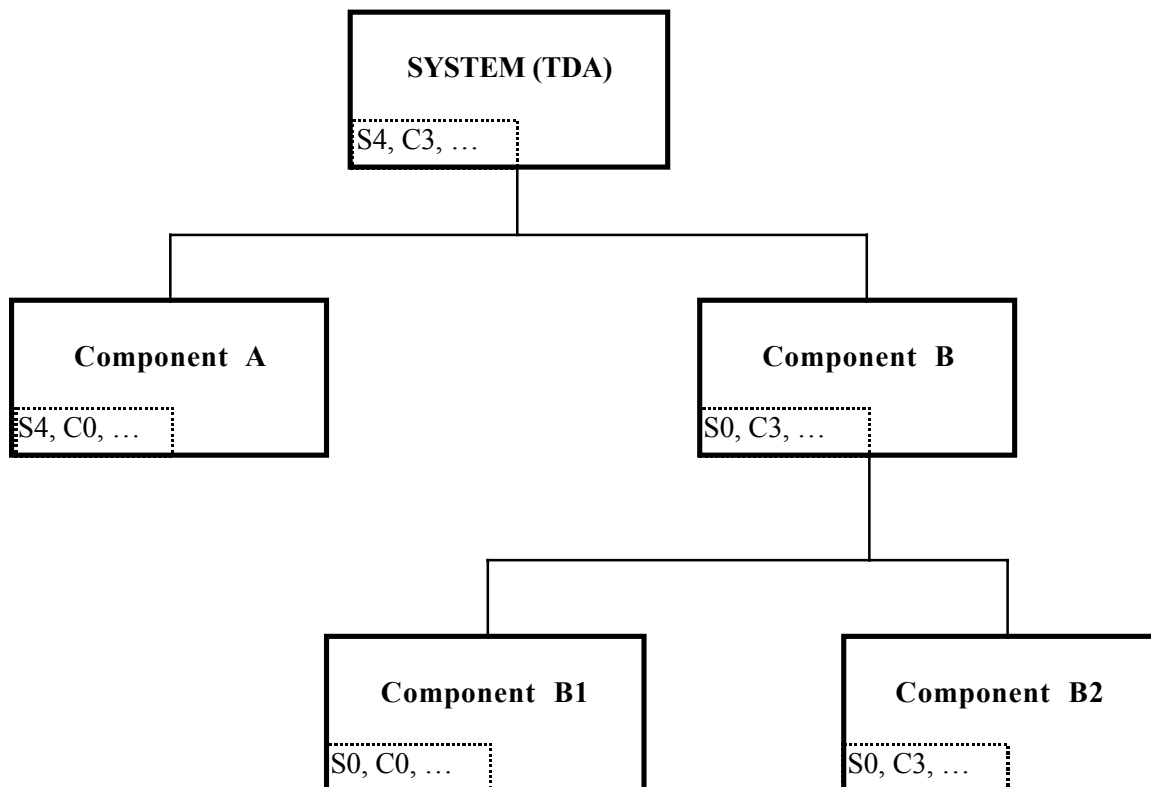 SYSTEM (TDA)
S4, C3, …
Component A
S4, C0, …
Component B
S0, C3, …
Component B1
S0, C0, …
Component B2
S0, C3, …